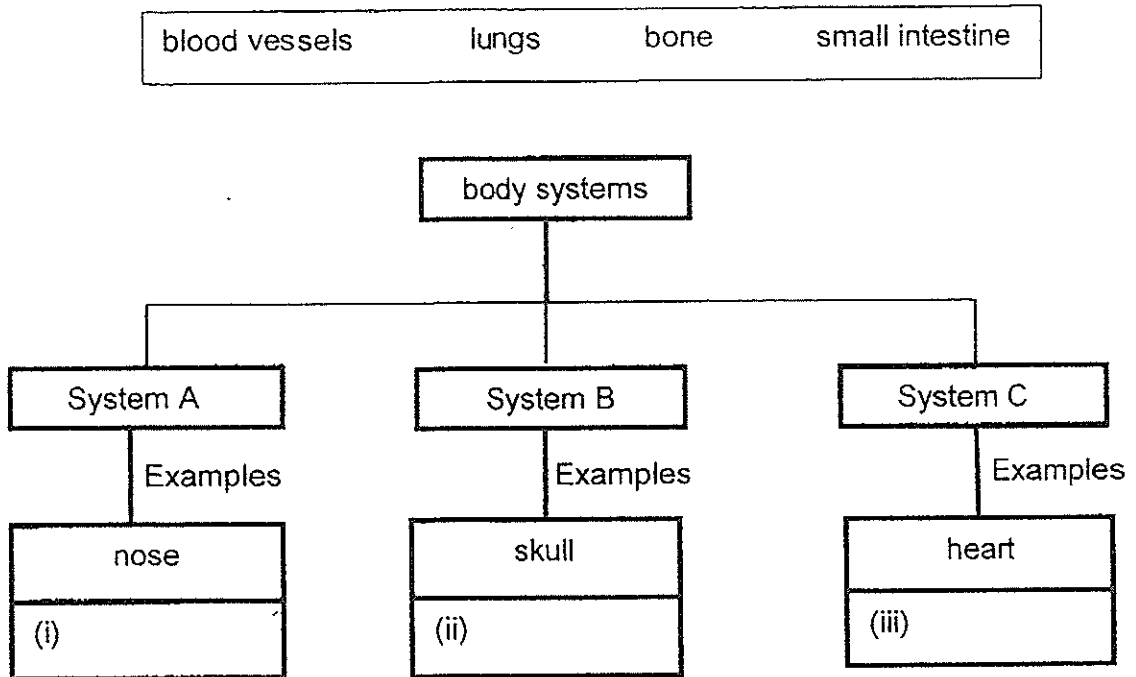 blood vessels lungs bone small intestine
body systems
System A System B System C
Examples Examples Examples
nose skull heart
(i) (ii) (iii)